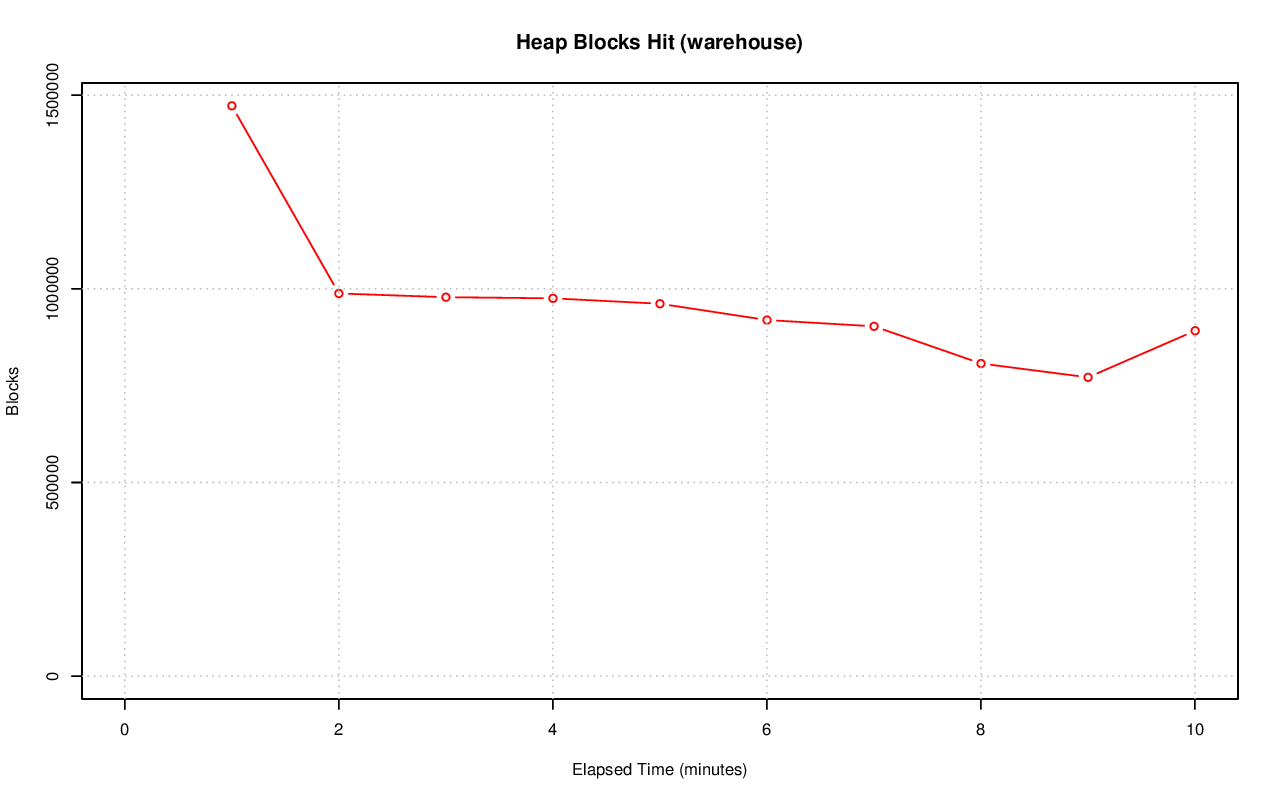 Heap Blocks Hit (warehouse)
Blocks
1500000
1000000
500000
0
0 2 4 6 8 10
Elapsed Time (minutes)